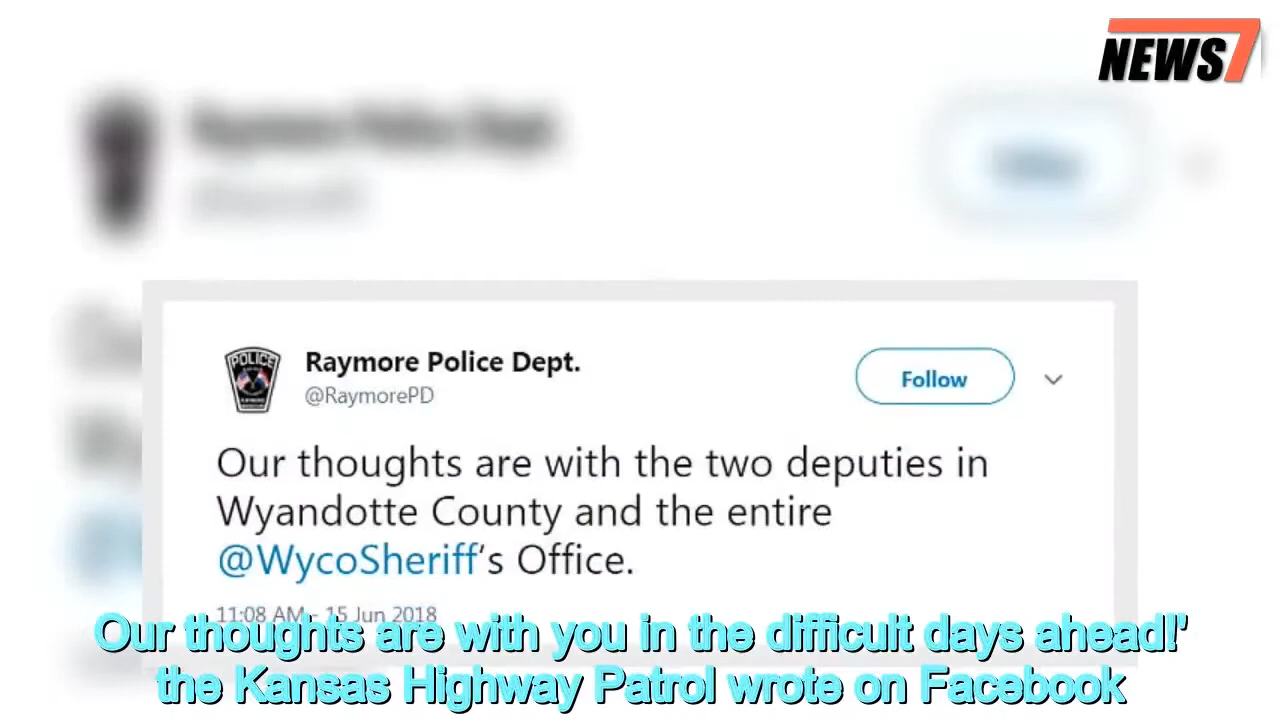 NEWS7
Raymore Police Dept.
@RaymorePD
Follow
Our thoughts are with the two deputies in
Wyandotte County and the entire
@WycoSheriff's Office.
11:08 AM - 15 Jun 2018
Our thoughts are with you in the difficult days ahead!'
the Kansas Highway Patrol wrote on Facebook
POLICE